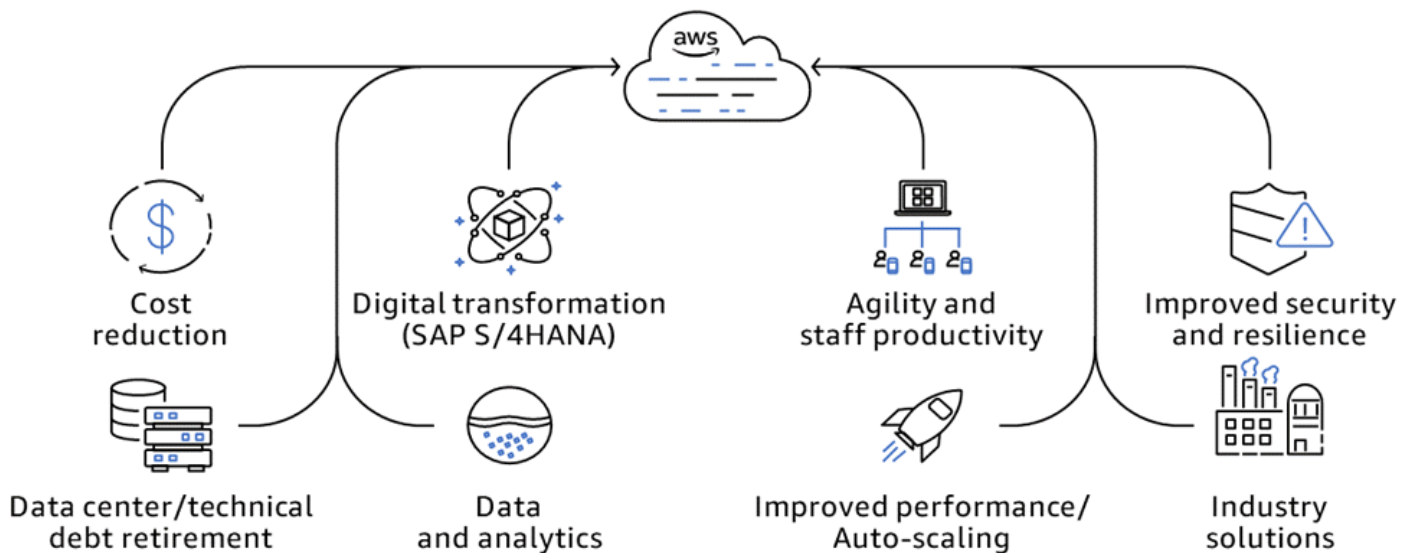 aws
Cost
reduction
Digital transformation
(SAP S/4HANA)
Agility and
staff productivity
Improved security
and resilience
Data center/technical
debt retirement
Data
and analytics
Improved performance/
Auto-scaling
Industry
solutions